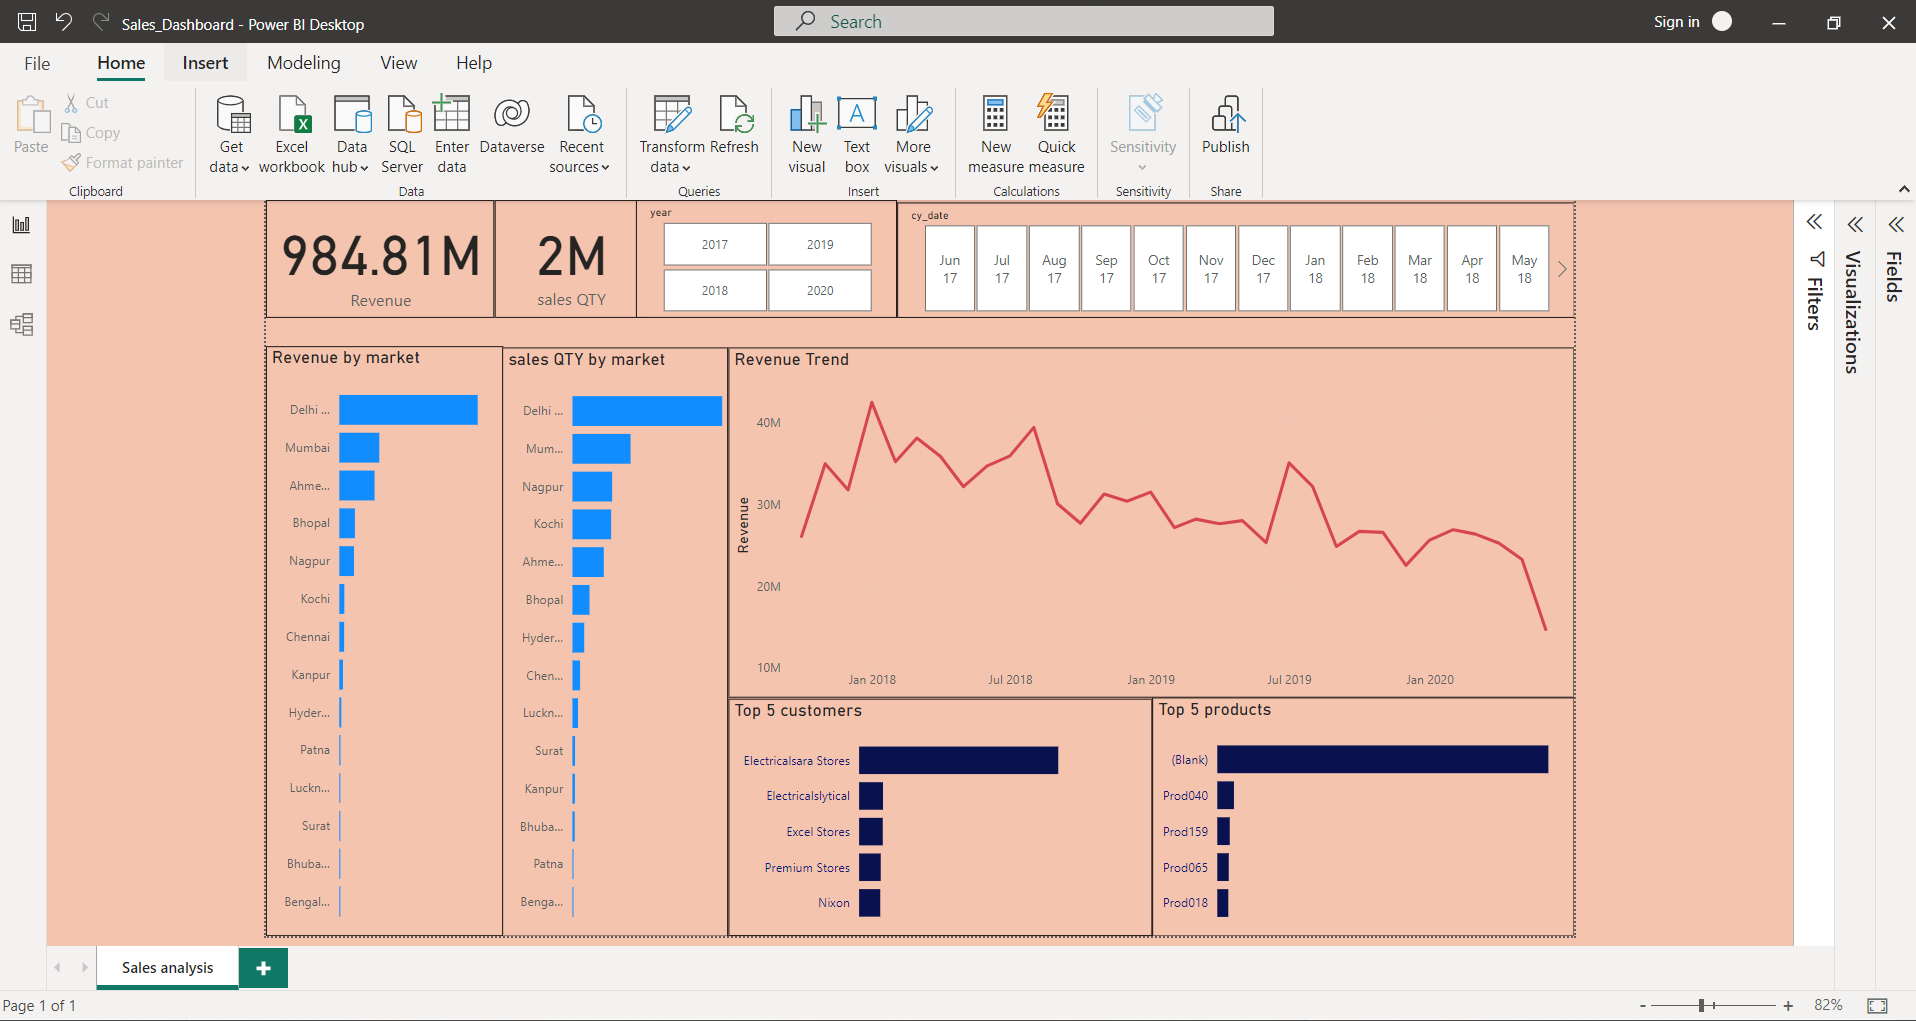 Sales_Dashboard - Power BI Desktop
Search
Sign in
File Home Insert Modeling View Help
Paste
Cut
Copy
Format painter
Clipboard
Get data
Excel workbook
Data hub
SQL Server
Enter data
Dataverse
Recent sources
Data
Transform data
Refresh
Queries
New visual
Text box
A
More visuals
Insert
New measure
Quick measure
Calculations
Sensitivity
Sensitivity
Publish
Share
984.81M
Revenue
2M
sales QTY
year
2017 2019
2018 2020
cy_date
Jun 17
Jul 17
Aug 17
Sep 17
Oct 17
Nov 17
Dec 17
Jan 18
Feb 18
Mar 18
Apr 18
May 18
Filters
Visualizations
Fields
Revenue by market
Delhi ...
Mumbai
Ahme...
Bhopal
Nagpur
Kochi
Chennai
Kanpur
Hyder...
Patna
Luckn...
Surat
Bhuba...
Bengal...
sales QTY by market
Delhi ...
Mum...
Nagpur
Kochi
Ahme...
Bhopal
Hyder...
Chen...
Luckn...
Surat
Kanpur
Bhuba...
Patna
Benga...
Revenue Trend
Revenue
40M
30M
20M
10M
Jan 2018 Jul 2018 Jan 2019 Jul 2019 Jan 2020
Top 5 customers
Electricalsara Stores
Electricalslytical
Excel Stores
Premium Stores
Nixon
Top 5 products
(Blank)
Prod040
Prod159
Prod065
Prod018
Sales analysis
Page 1 of 1
82%